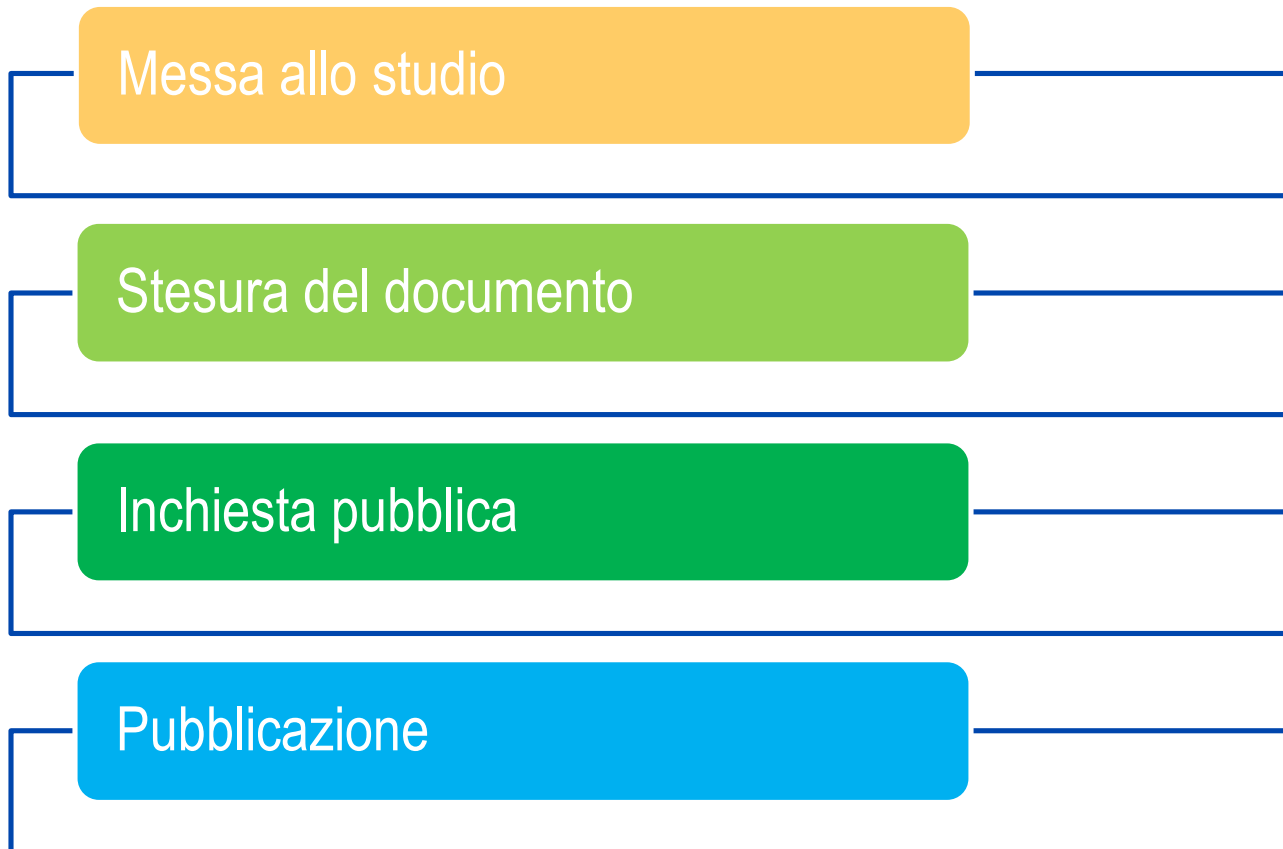 Messa allo studio
Stesura del documento
Inchiesta pubblica
Pubblicazione